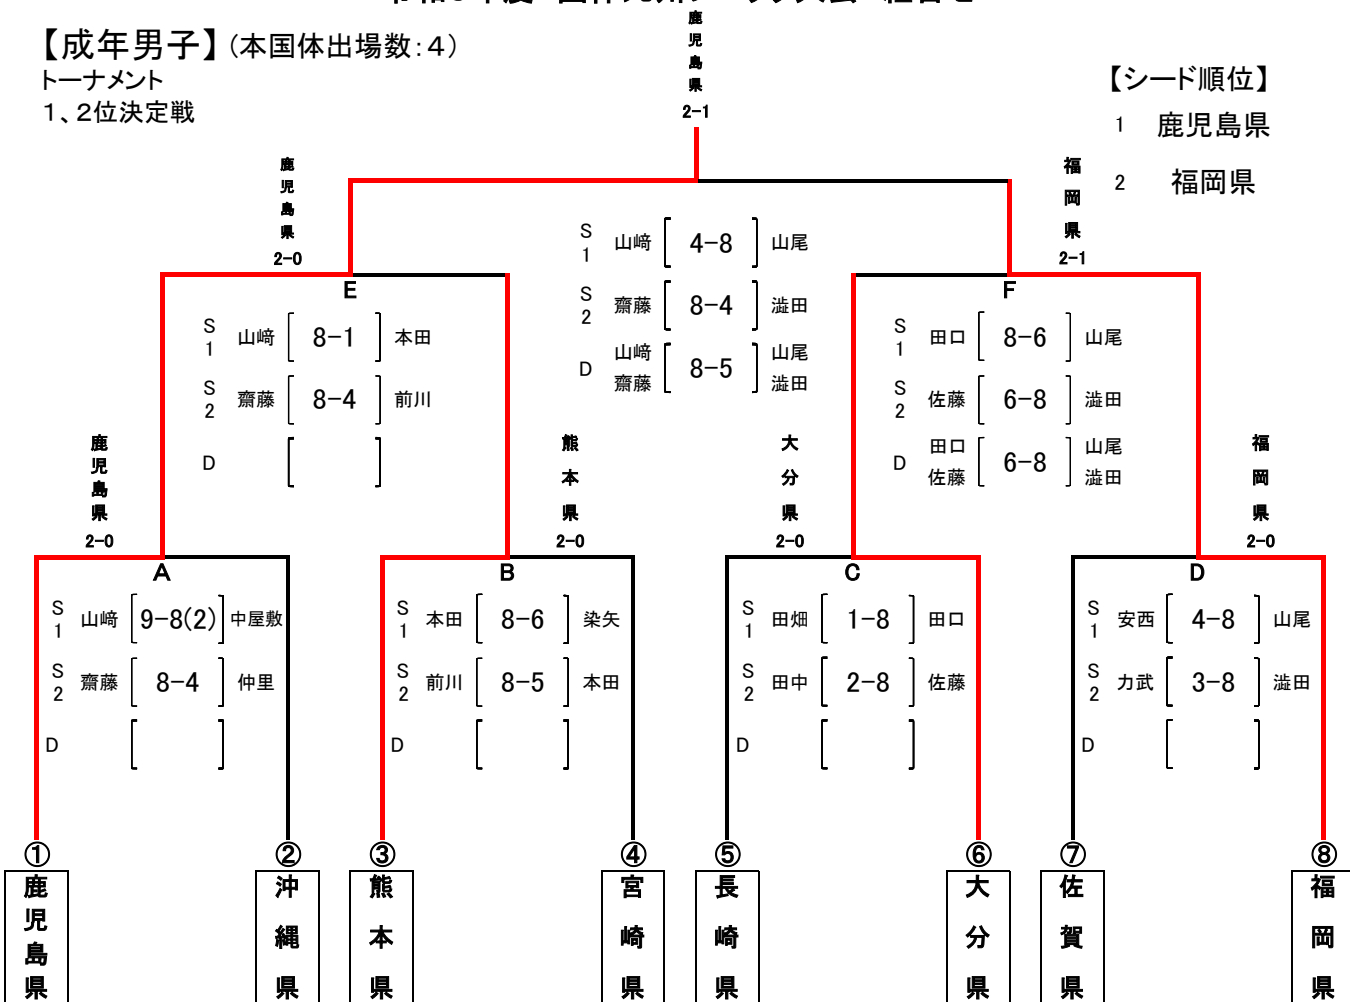 【成年男子】(本国体出場数:4)
トーナメント
1、2位決定戦
【シード順位】
1 鹿児島県
2 福岡県
鹿児島県
2-1
鹿児島県
2-0
福岡県
2-1
S1 山﨑 4-8 山尾
S2 齋藤 8-4 澁田
D 山﨑 齋藤 8-5 山尾 澁田
E
S1 山﨑 8-1 本田
S2 齋藤 8-4 前川
D
F
S1 田口 8-6 山尾
S2 佐藤 6-8 澁田
D 田口 佐藤 6-8 山尾 澁田
鹿児島県
2-0
熊本県
2-0
大分県
2-0
福岡県
2-0
A
S1 山﨑 9-8(2) 中屋敷
S2 齋藤 8-4 仲里
D
B
S1 本田 8-6 染矢
S2 前川 8-5 本田
D
C
S1 田畑 1-8 田口
S2 田中 2-8 佐藤
D
D
S1 安西 4-8 山尾
S2 力武 3-8 澁田
D
① ② ③ ④ ⑤ ⑥ ⑦ ⑧
鹿児島県
沖縄県
熊本県
宮崎県
長崎県
大分県
佐賀県
福岡県